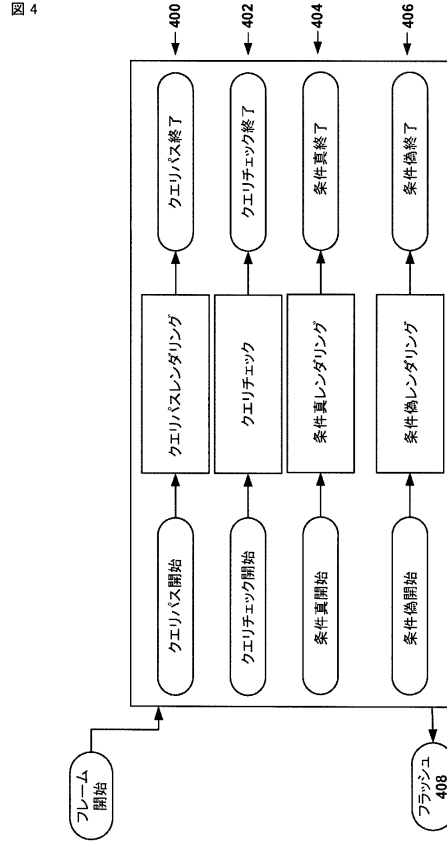 図 4
フレーム
開始
クエリパス開始
クエリパスレンダリング
クエリパス終了
400
クエリチェック開始
クエリチェック
クエリチェック終了
402
条件真開始
条件真レンダリング
条件真終了
404
条件偽開始
条件偽レンダリング
条件偽終了
406
フラッシュ
408